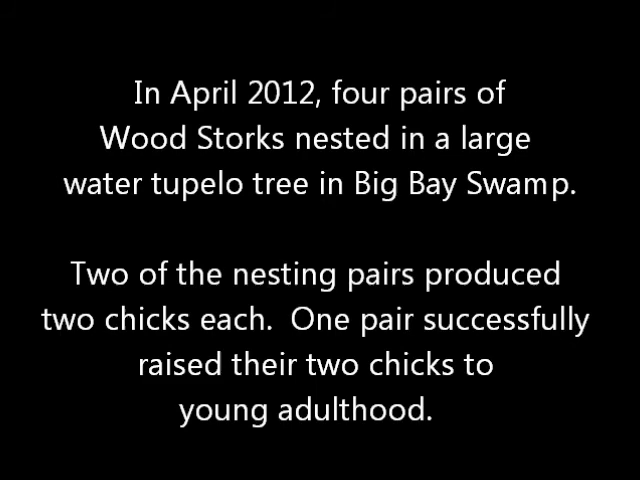 In April 2012, four pairs of
Wood Storks nested in a large
water tupelo tree in Big Bay Swamp.
Two of the nesting pairs produced
two chicks each.  One pair successfully
raised their two chicks to
young adulthood.